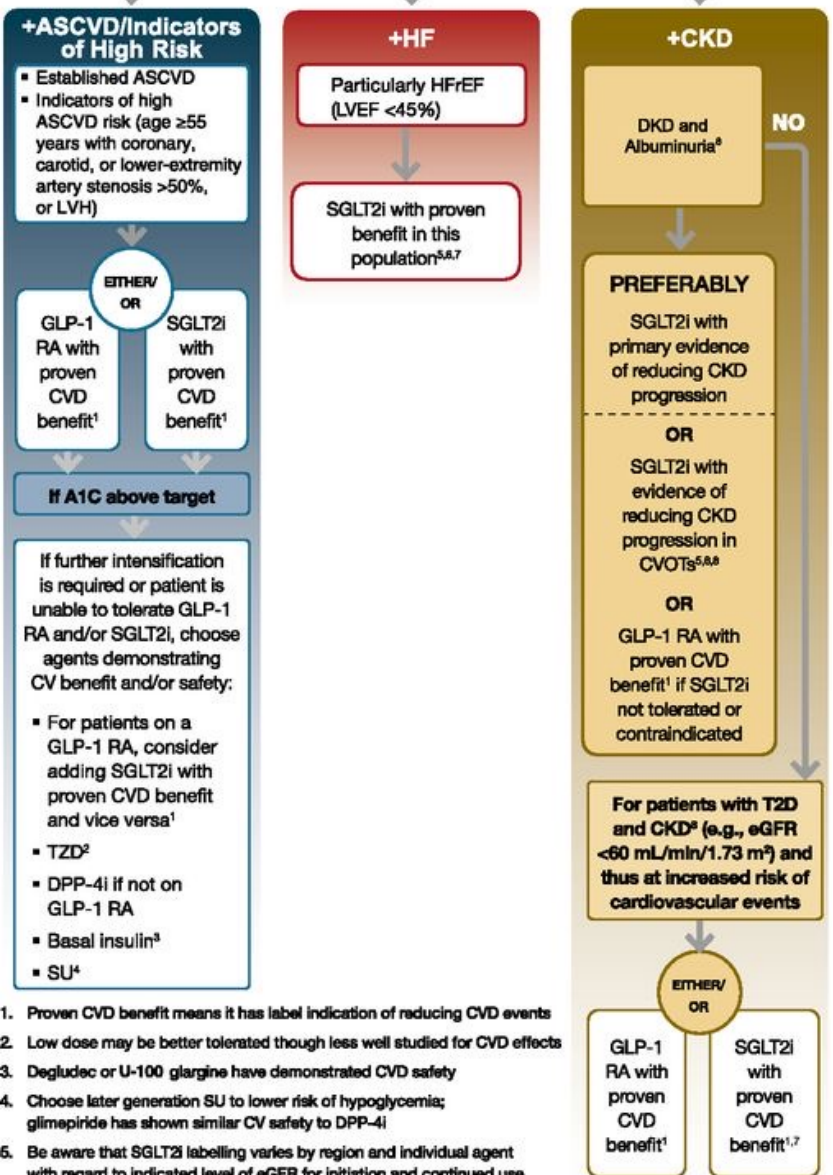 +ASCVD/Indicators
of High Risk
▪ Established ASCVD
▪ Indicators of high
ASCVD risk (age ≥55
years with coronary,
carotid, or lower-extremity
artery stenosis >50%,
or LVH)
EITHER/
OR
GLP-1
RA with
proven
CVD
benefit¹
SGLT2i
with
proven
CVD
benefit¹
If A1C above target
If further intensification
is required or patient is
unable to tolerate GLP-1
RA and/or SGLT2i, choose
agents demonstrating
CV benefit and/or safety:
▪ For patients on a
GLP-1 RA, consider
adding SGLT2i with
proven CVD benefit
and vice versa¹
▪ TZD²
▪ DPP-4i if not on
GLP-1 RA
▪ Basal insulin³
▪ SU⁴
+HF
Particularly HFrEF
(LVEF <45%)
SGLT2i with proven
benefit in this
population⁵,⁶,⁷
+CKD
DKD and
Albuminuria⁸
NO
PREFERABLY
SGLT2i with
primary evidence
of reducing CKD
progression
OR
SGLT2i with
evidence of
reducing CKD
progression in
CVOTs⁵,⁶,⁸
OR
GLP-1 RA with
proven CVD
benefit¹ if SGLT2i
not tolerated or
contraindicated
For patients with T2D
and CKD⁸ (e.g., eGFR
<60 mL/min/1.73 m²) and
thus at increased risk of
cardiovascular events
EITHER/
OR
GLP-1
RA with
proven
CVD
benefit¹
SGLT2i
with
proven
CVD
benefit¹,⁷
1. Proven CVD benefit means it has label indication of reducing CVD events
2. Low dose may be better tolerated though less well studied for CVD effects
3. Degludec or U-100 glargine have demonstrated CVD safety
4. Choose later generation SU to lower risk of hypoglycemia;
glimepiride has shown similar CV safety to DPP-4i
5. Be aware that SGLT2i labelling varies by region and individual agent
with regard to indicated level of eGFR for initiation and continued use